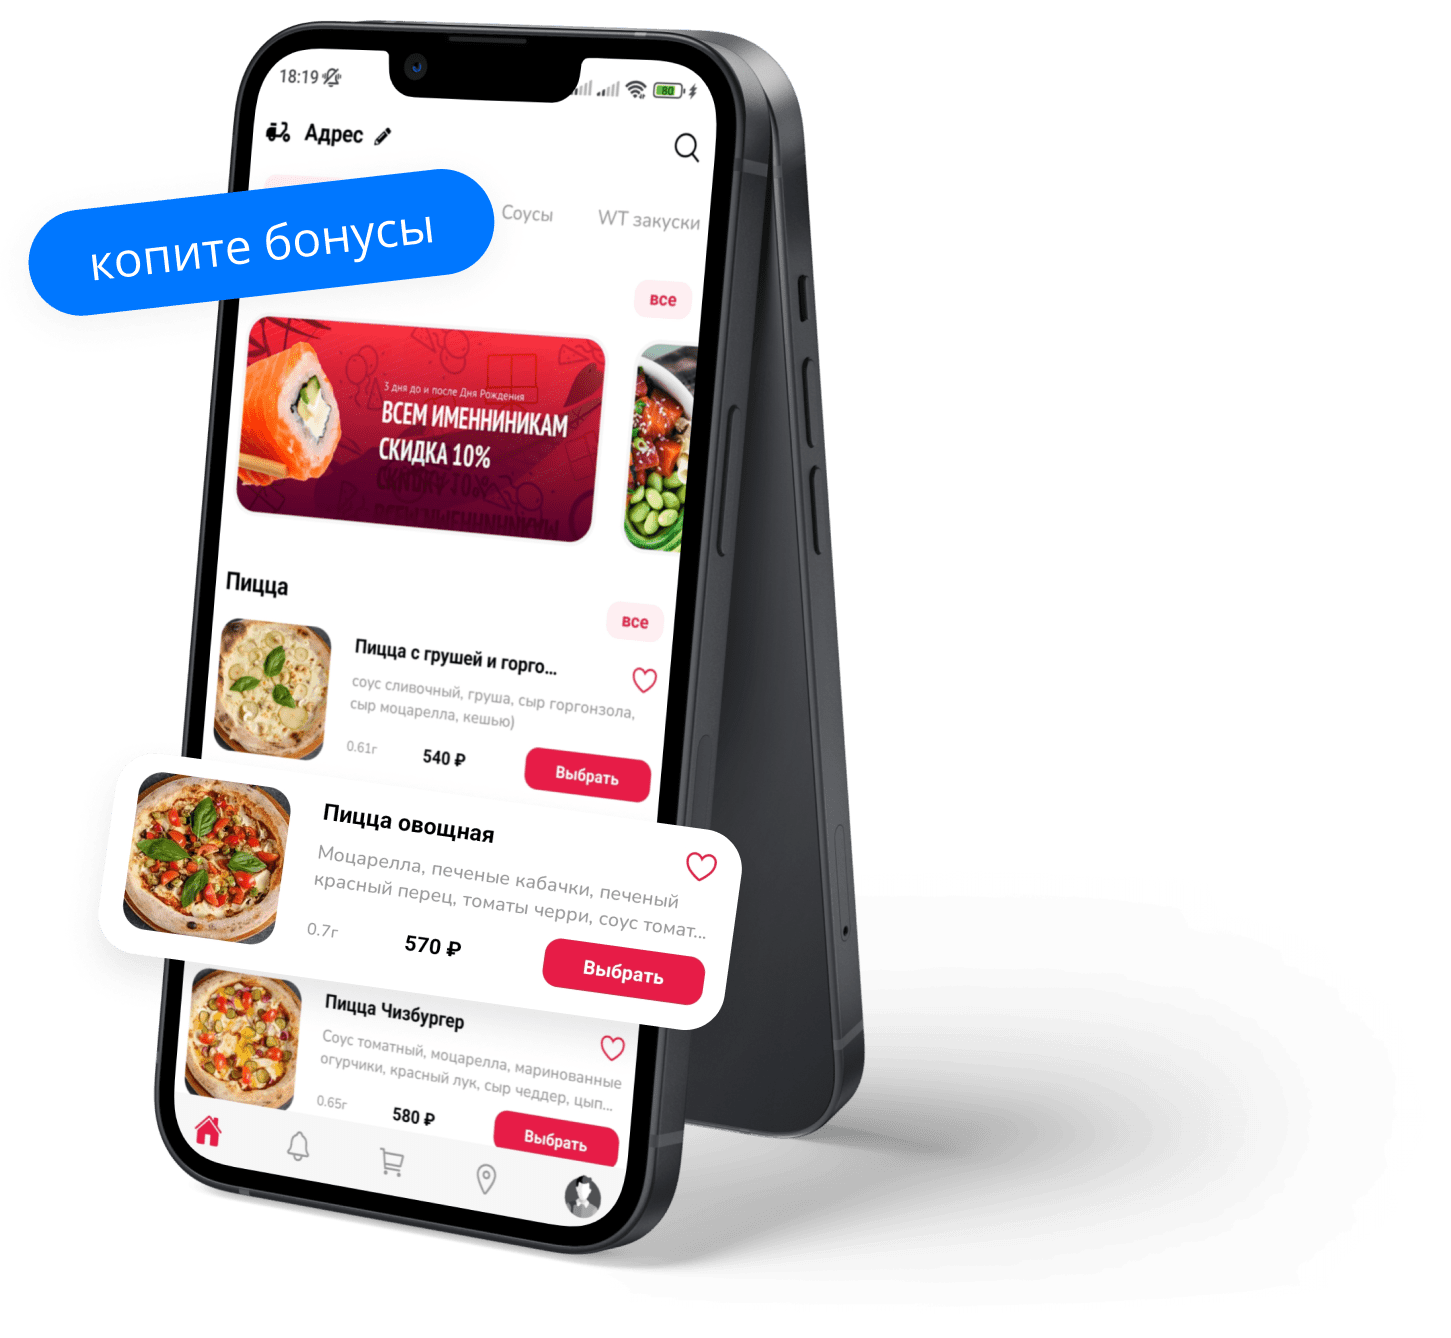 18:19
80
Адрес
копите бонусы
Соусы
WT закуски
все
3 дня до и после Дня Рождения
ВСЕМ ИМЕННИНИКАМ
СКИДКА 10%
Пицца
все
Пицца с грушей и горго...
соус сливочный, груша, сыр горгонзола,
сыр моцарелла, кешью)
0.61г
540 ₽
Выбрать
Пицца овощная
Моцарелла, печеные кабачки, печеный
красный перец, томаты черри, соус томат...
0.7г
570 ₽
Выбрать
Пицца Чизбургер
Соус томатный, моцарелла, маринованные
огурчики, красный лук, сыр чеддер, цып...
0.65г
580 ₽
Выбрать